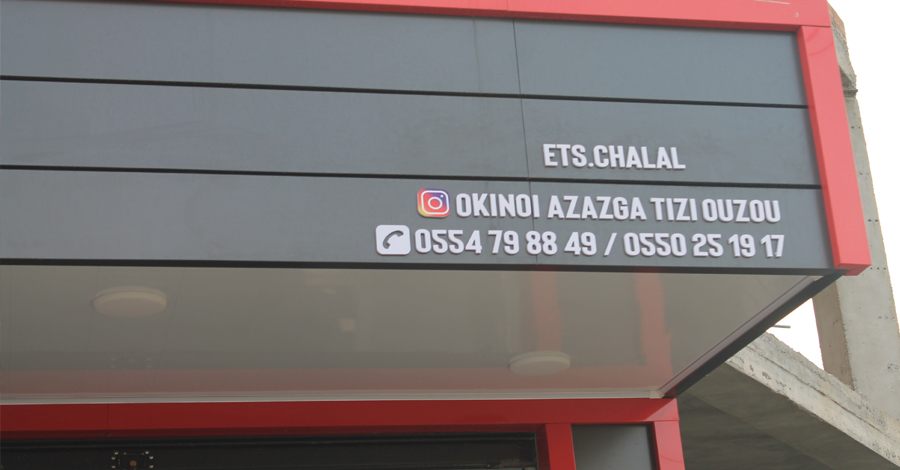 ETS.CHALAL
OKINOI AZAZGA TIZI OUZOU
0554 79 88 49 / 0550 25 19 17